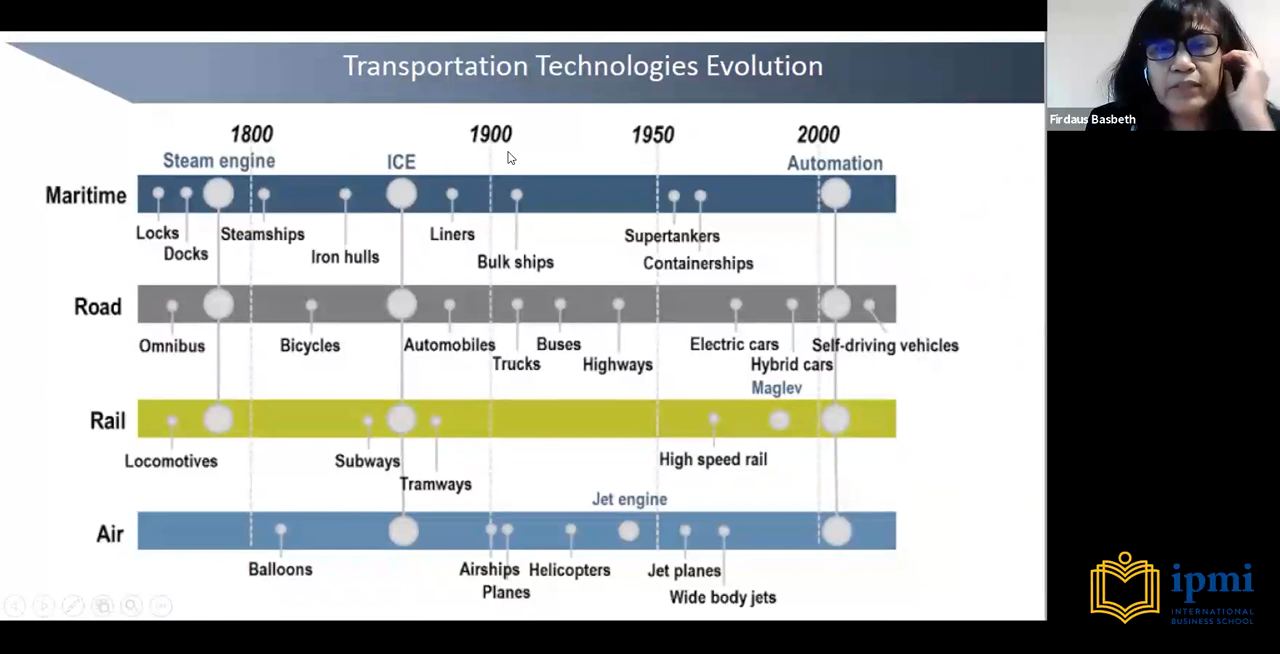 Transportation Technologies Evolution
Firdaus Basbeth
1800 1900 1950 2000
Steam engine ICE Automation
Maritime
Locks Steamships Liners Supertankers
Docks Iron hulls Bulk ships Containerships
Road
Omnibus Bicycles Automobiles Buses Electric cars Self-driving vehicles
Trucks Highways Hybrid cars
Maglev
Rail
Locomotives Subways High speed rail
Tramways
Jet engine
Air
Balloons Airships Helicopters Jet planes
Planes Wide body jets
ipmi
INTERNATIONAL
BUSINESS SCHOOL